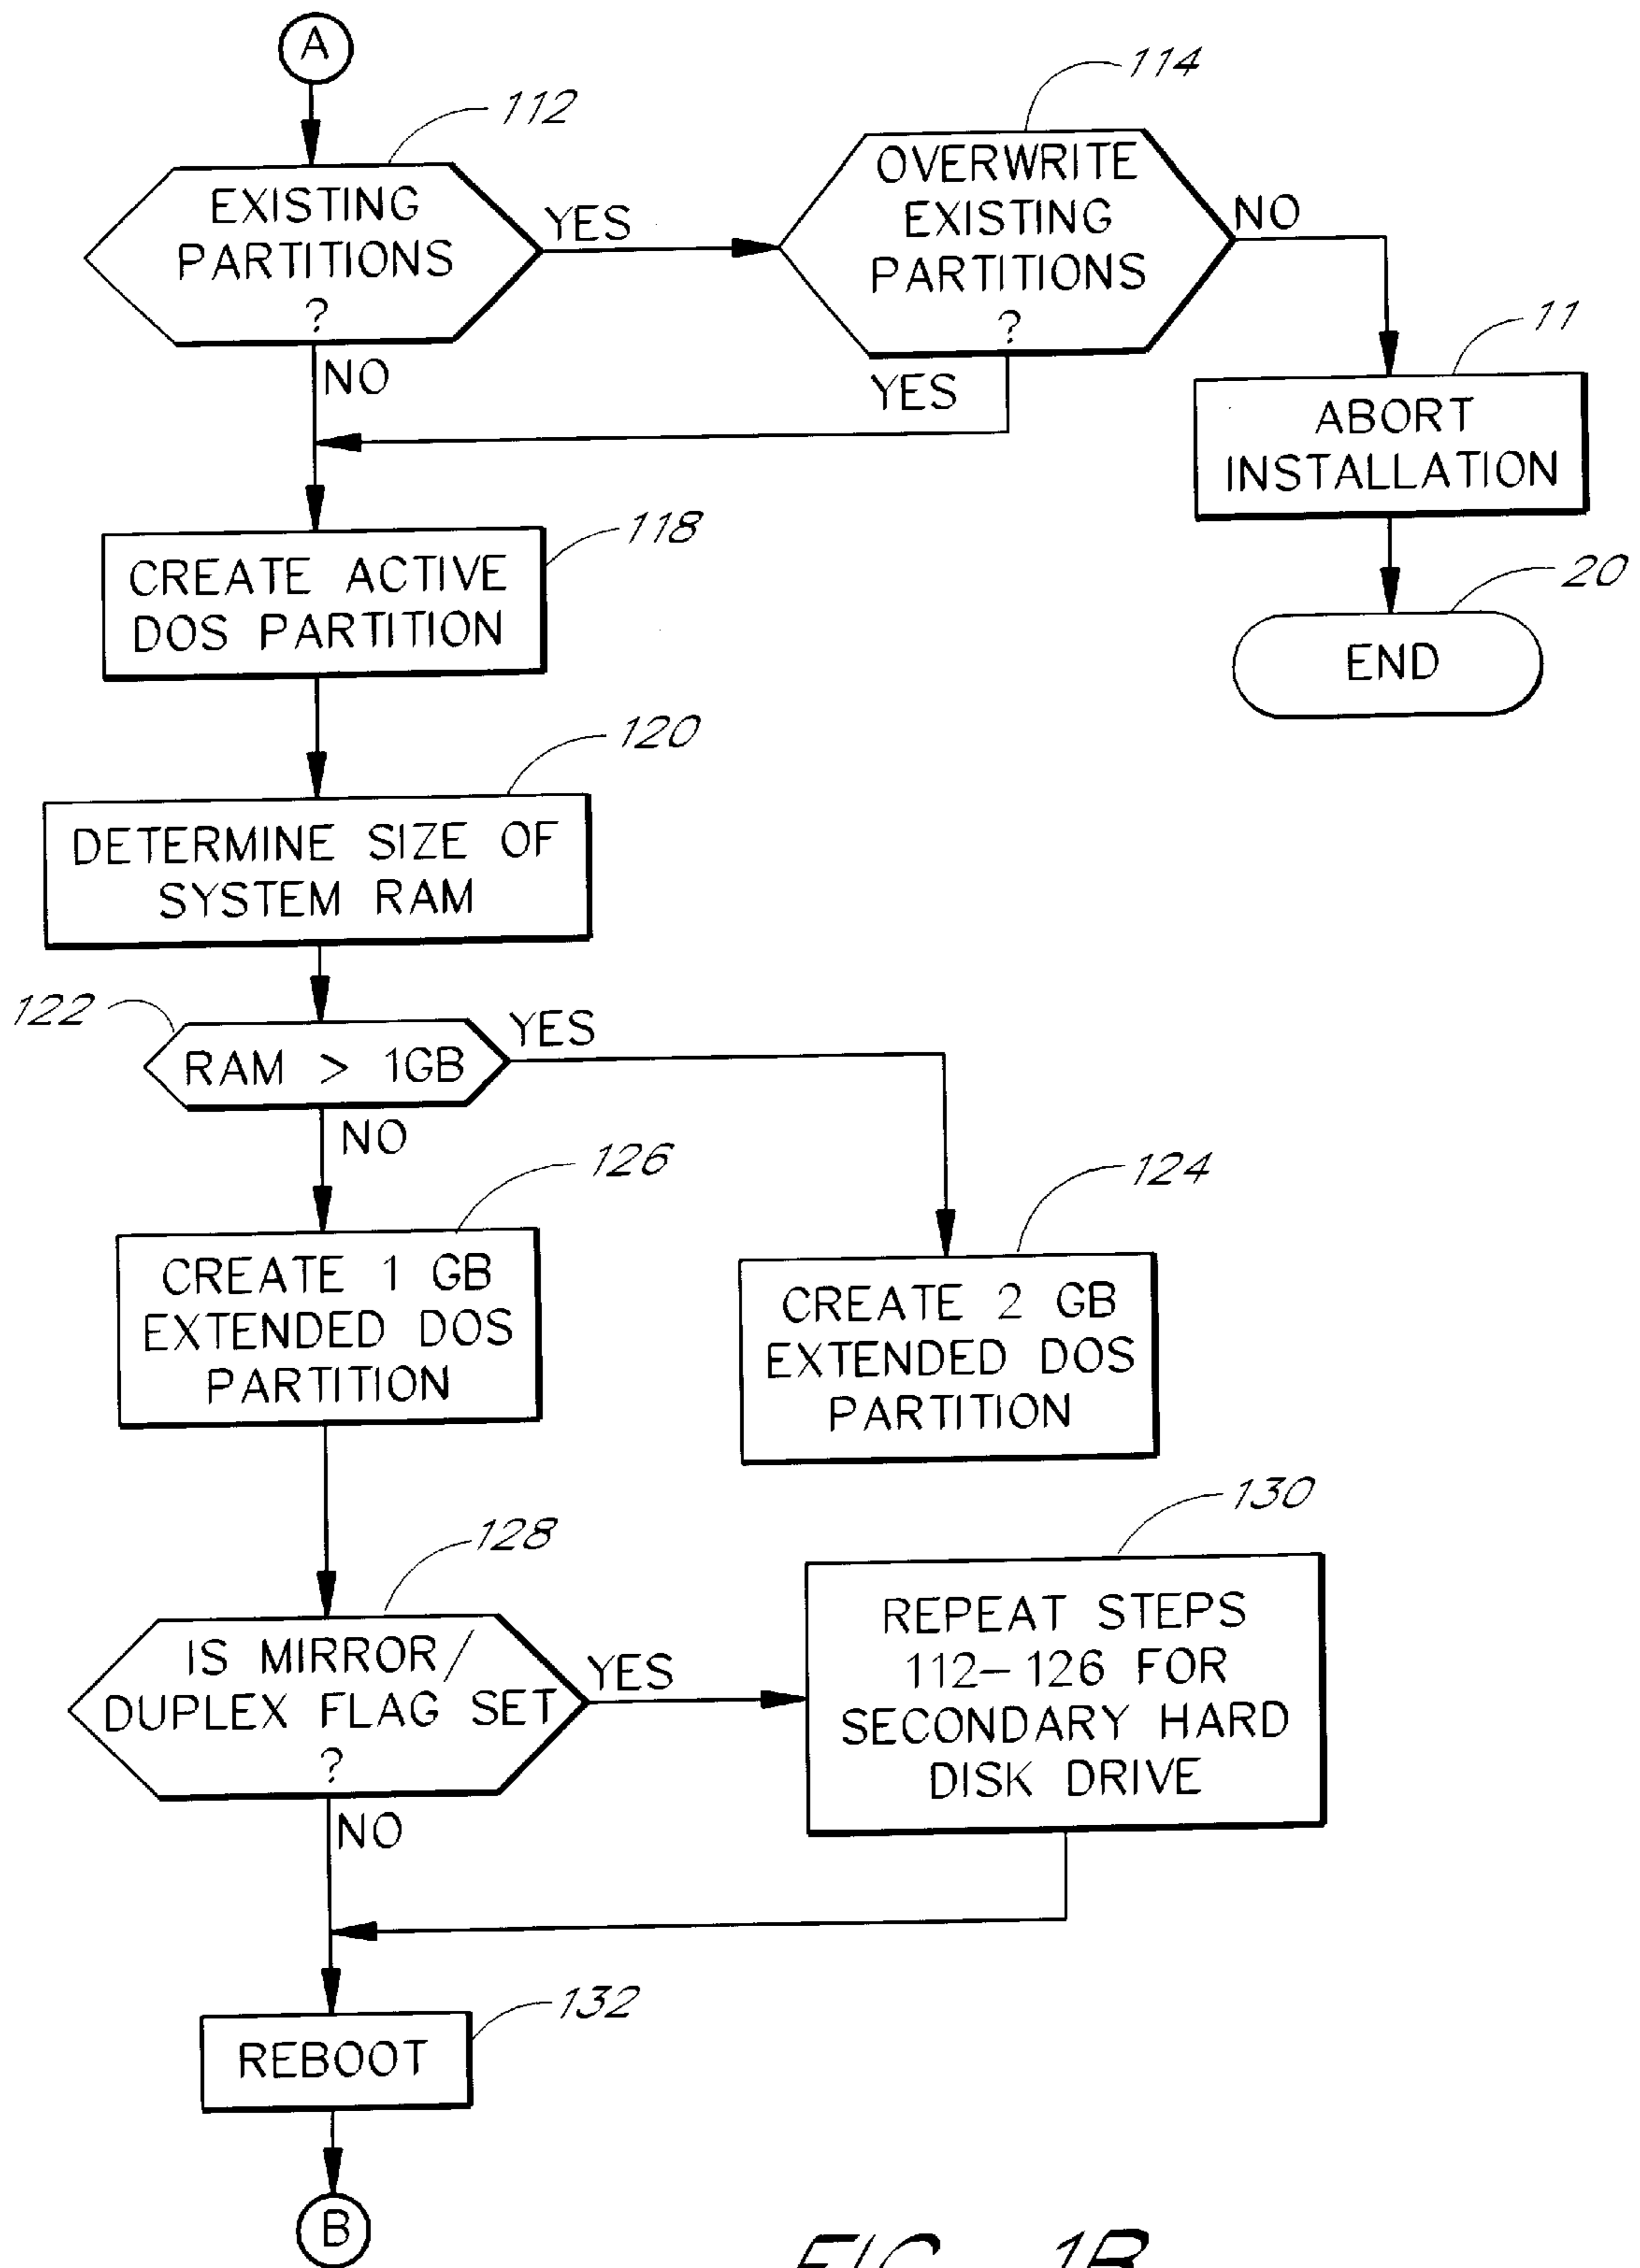 A
112
EXISTING
PARTITIONS
?
YES
NO
114
OVERWRITE
EXISTING
PARTITIONS
?
NO
YES
11
ABORT
INSTALLATION
20
END
118
CREATE ACTIVE
DOS PARTITION
120
DETERMINE SIZE OF
SYSTEM RAM
122
RAM > 1GB
YES
NO
126
CREATE 1 GB
EXTENDED DOS
PARTITION
124
CREATE 2 GB
EXTENDED DOS
PARTITION
128
IS MIRROR/
DUPLEX FLAG SET
?
YES
NO
130
REPEAT STEPS
112-126 FOR
SECONDARY HARD
DISK DRIVE
132
REBOOT
B
FIG. 1B